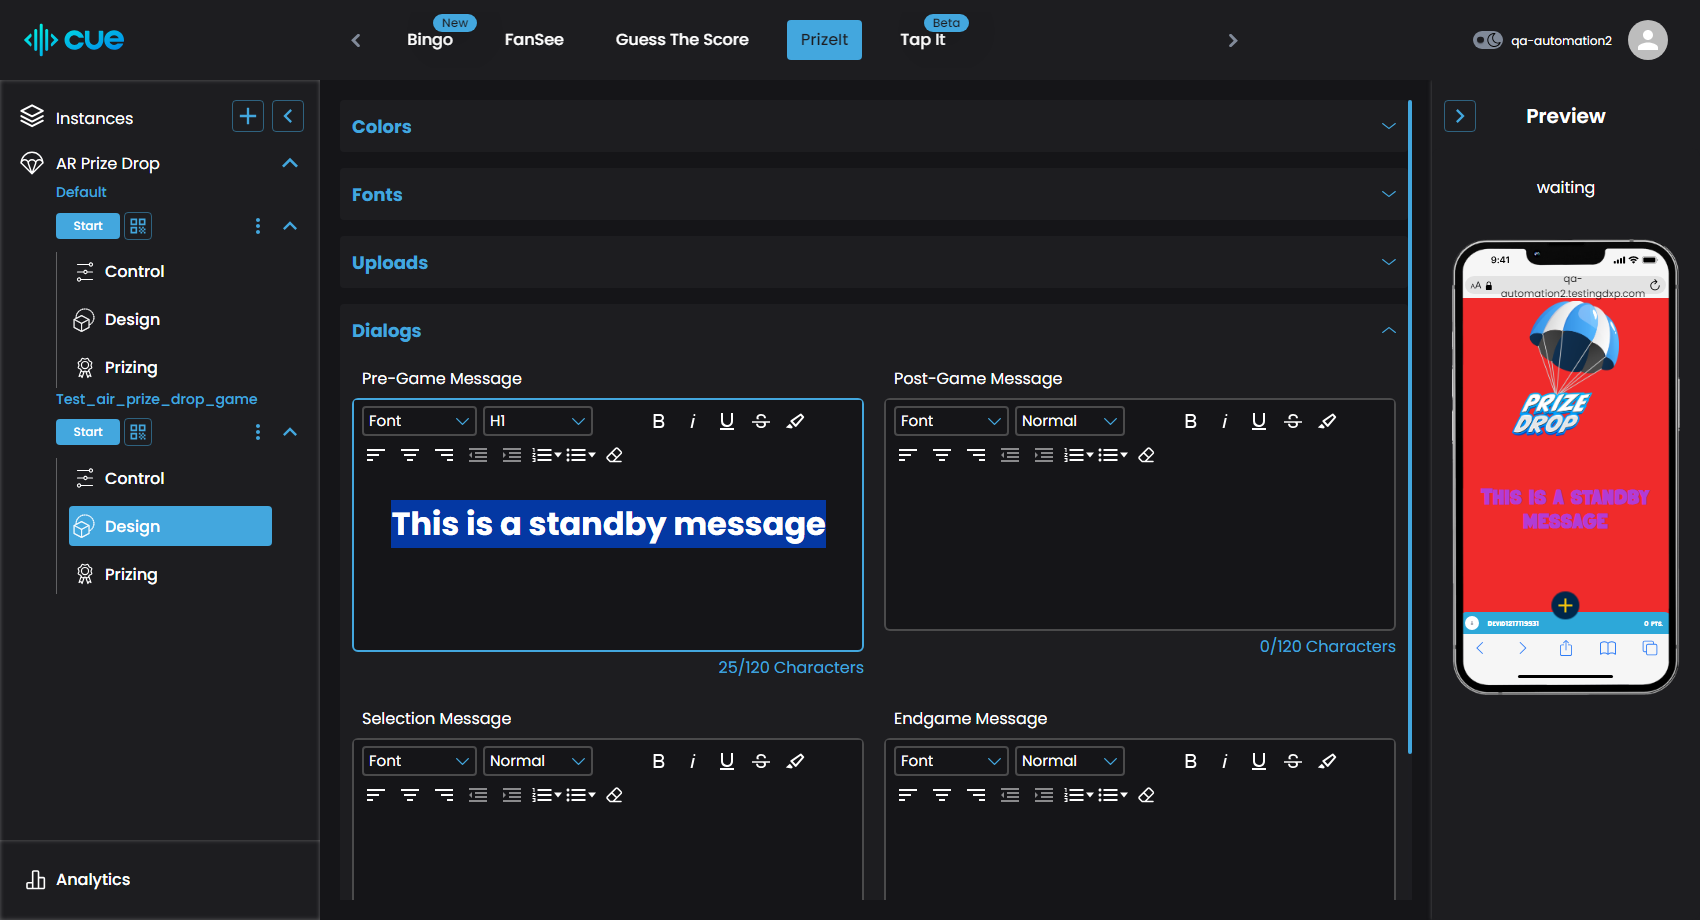 cue
Bingo
New
FanSee
Guess The Score
PrizeIt
Tap It
Beta
qa-automation2
Instances
AR Prize Drop
Default
Start
Control
Design
Prizing
Test_air_prize_drop_game
Start
Control
Design
Prizing
Analytics
Colors
Fonts
Uploads
Dialogs
Pre-Game Message
Font
H1
B
i
U
S
This is a standby message
25/120 Characters
Post-Game Message
Font
Normal
B
i
U
S
0/120 Characters
Selection Message
Font
Normal
B
i
U
S
Endgame Message
Font
Normal
B
i
U
S
Preview
waiting
9:41
AA
qa-
automation2.testingdxp.com
PRIZE
DROP
This is a standby
message
0 PTS.